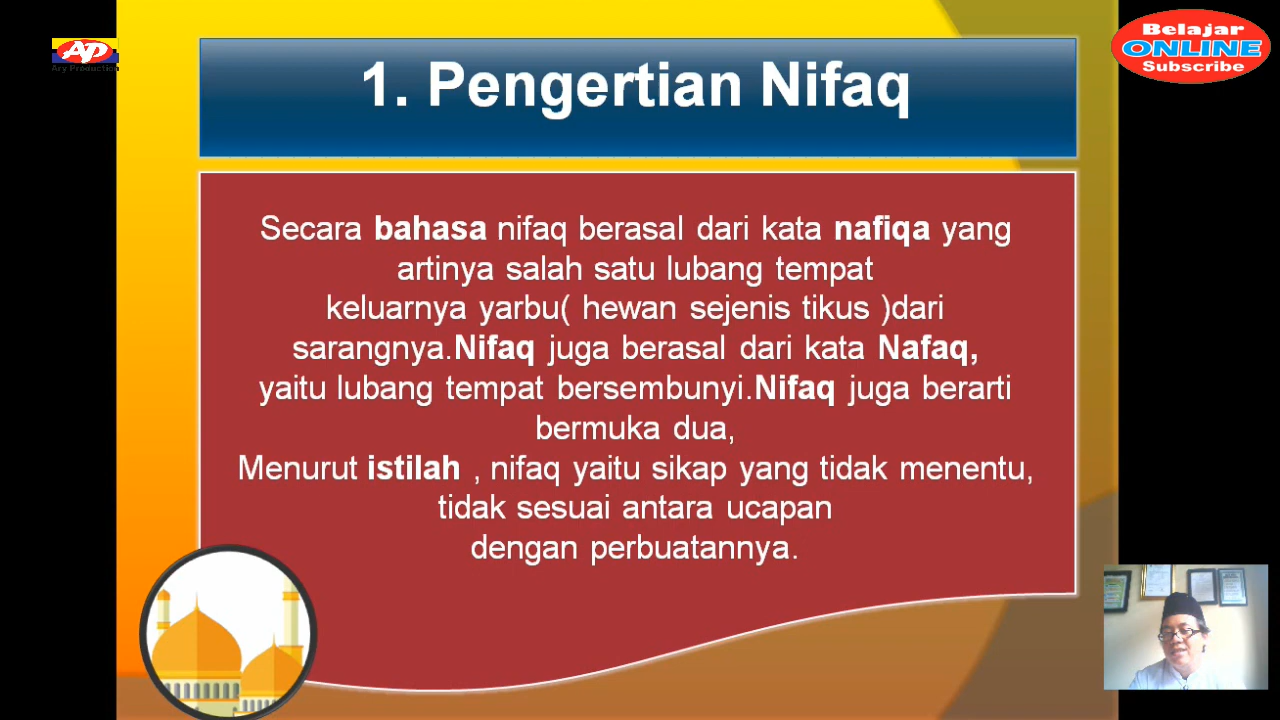 AP
Ary Production
Belajar
ONLINE
Subscribe
1. Pengertian Nifaq
Secara bahasa nifaq berasal dari kata nafiqa yang
artinya salah satu lubang tempat
keluarnya yarbu( hewan sejenis tikus )dari
sarangnya.Nifaq juga berasal dari kata Nafaq,
yaitu lubang tempat bersembunyi.Nifaq juga berarti
bermuka dua,
Menurut istilah , nifaq yaitu sikap yang tidak menentu,
tidak sesuai antara ucapan
dengan perbuatannya.